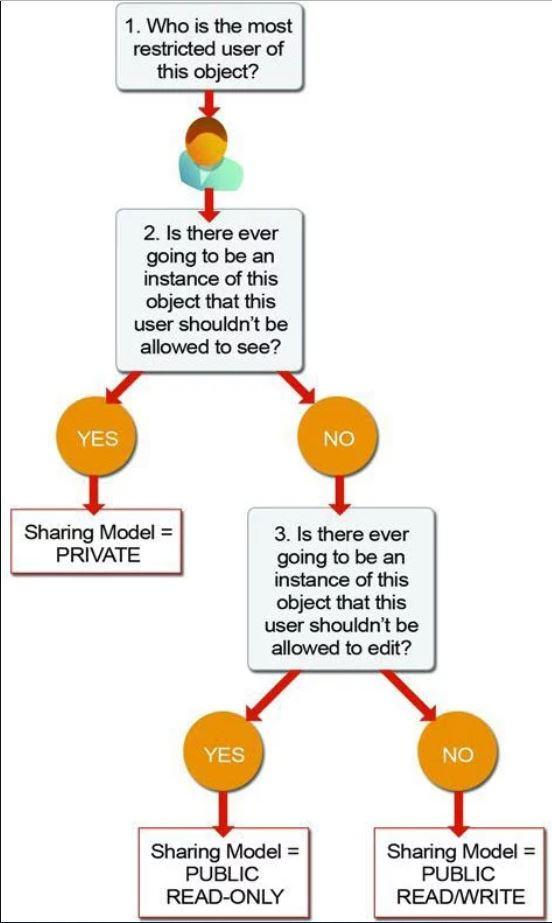 1. Who is the most
restricted user of
this object?
2. Is there ever
going to be an
instance of this
object that this
user shouldn't be
allowed to see?
YES
NO
Sharing Model =
PRIVATE
3. Is there ever
going to be an
instance of this
object that this
user shouldn't be
allowed to edit?
YES
NO
Sharing Model =
PUBLIC
READ-ONLY
Sharing Model =
PUBLIC
READ/WRITE